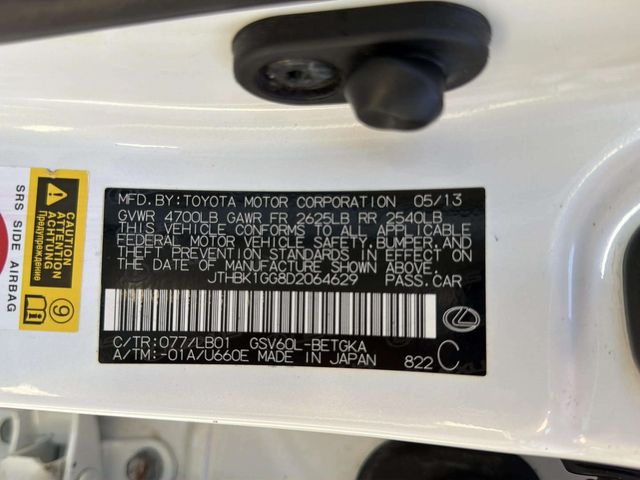 MFD.BY:TOYOTA MOTOR CORPORATION 05/13
GVWR 4700LB GAWR FR 2625LB RR 2540LB
THIS VEHICLE CONFORMS TO ALL APPLICABLE
FEDERAL MOTOR VEHICLE SAFETY,BUMPER,AND
THEFT PREVENTION STANDARDS IN EFFECT ON
THE DATE OF MANUFACTURE SHOWN ABOVE.
JTHBK1GG8D2064629 PASS.CAR
C/TR:077/LB01 GSV60L-BETGKA
A/TM:-01A/U660E MADE IN JAPAN 822 C
SRS SIDE AIRBAG
CAUTION
ATTENTION
ACHTUNG
Предупреждение
9